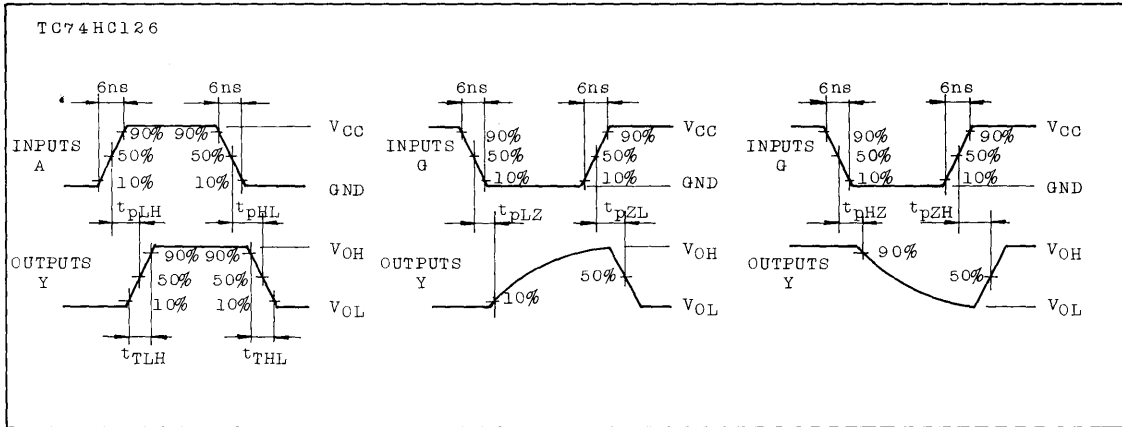 TC74HC126
6ns 6ns
INPUTS A
90% 90%
50% 50%
10% 10%
VCC
GND
tpLH tpHL
OUTPUTS Y
90% 90%
50% 50%
10% 10%
VOH
VOL
tTLH tTHL
6ns 6ns
INPUTS G
90% 90%
50% 50%
10% 10%
VCC
GND
tpLZ tpZL
OUTPUTS Y
10%
50%
VOH
VOL
6ns 6ns
INPUTS G
90% 90%
50% 50%
10% 10%
VCC
GND
tpHZ tpZH
OUTPUTS Y
90%
50%
VOH
VOL